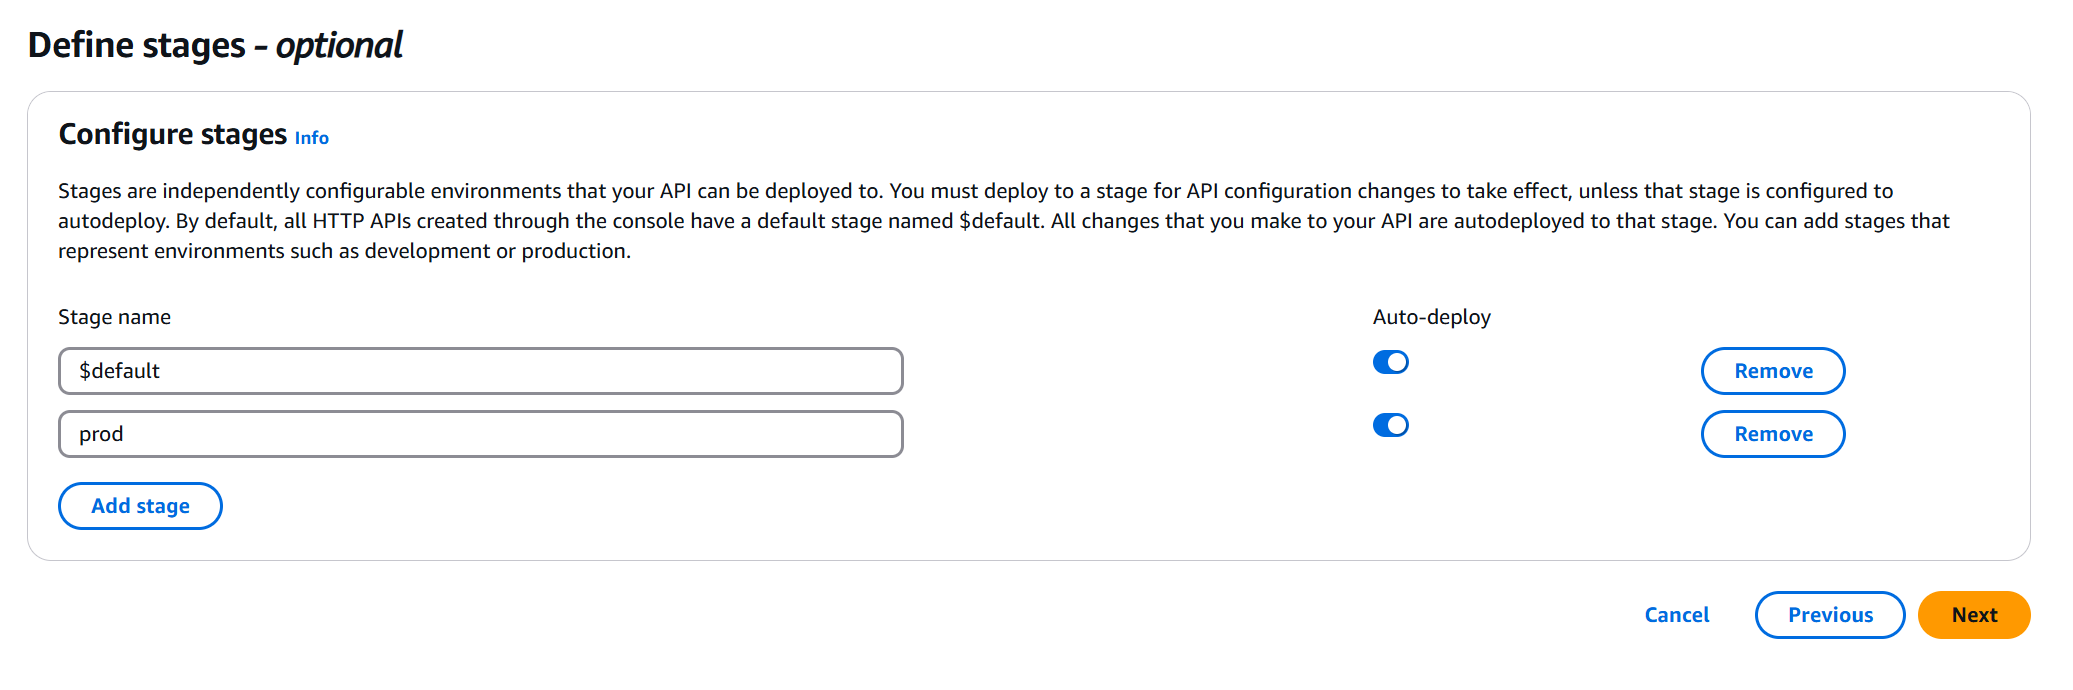 Define stages - optional
Configure stages Info
Stages are independently configurable environments that your API can be deployed to. You must deploy to a stage for API configuration changes to take effect, unless that stage is configured to
autodeploy. By default, all HTTP APIs created through the console have a default stage named $default. All changes that you make to your API are autodeployed to that stage. You can add stages that
represent environments such as development or production.
Stage name Auto-deploy
$default Remove
prod Remove
Add stage
Cancel Previous Next